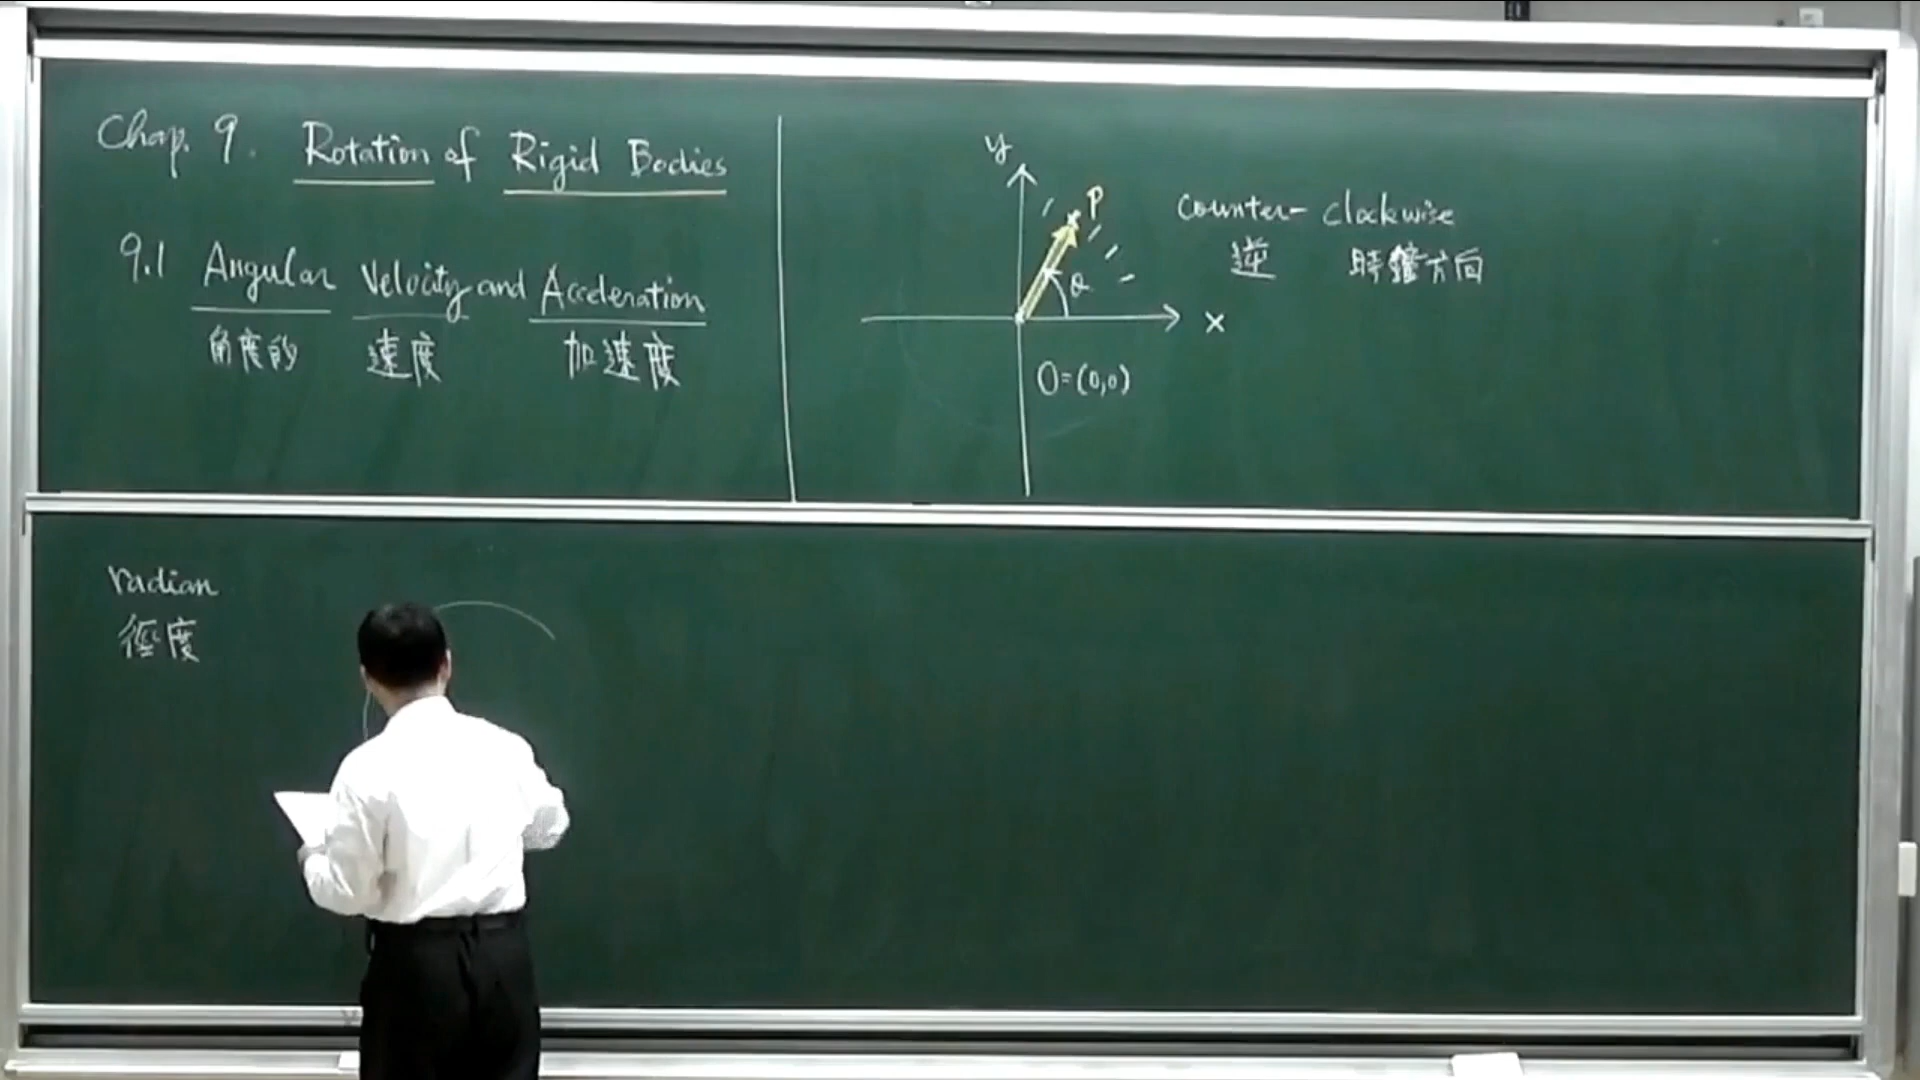 Chap. 9. Rotation of Rigid Bodies
9.1 Angular Velocity and Acceleration
角度的 速度 加速度
y
P
θ
x
O=(0,0)
counter-clockwise
逆 時鐘方向
radian
徑度